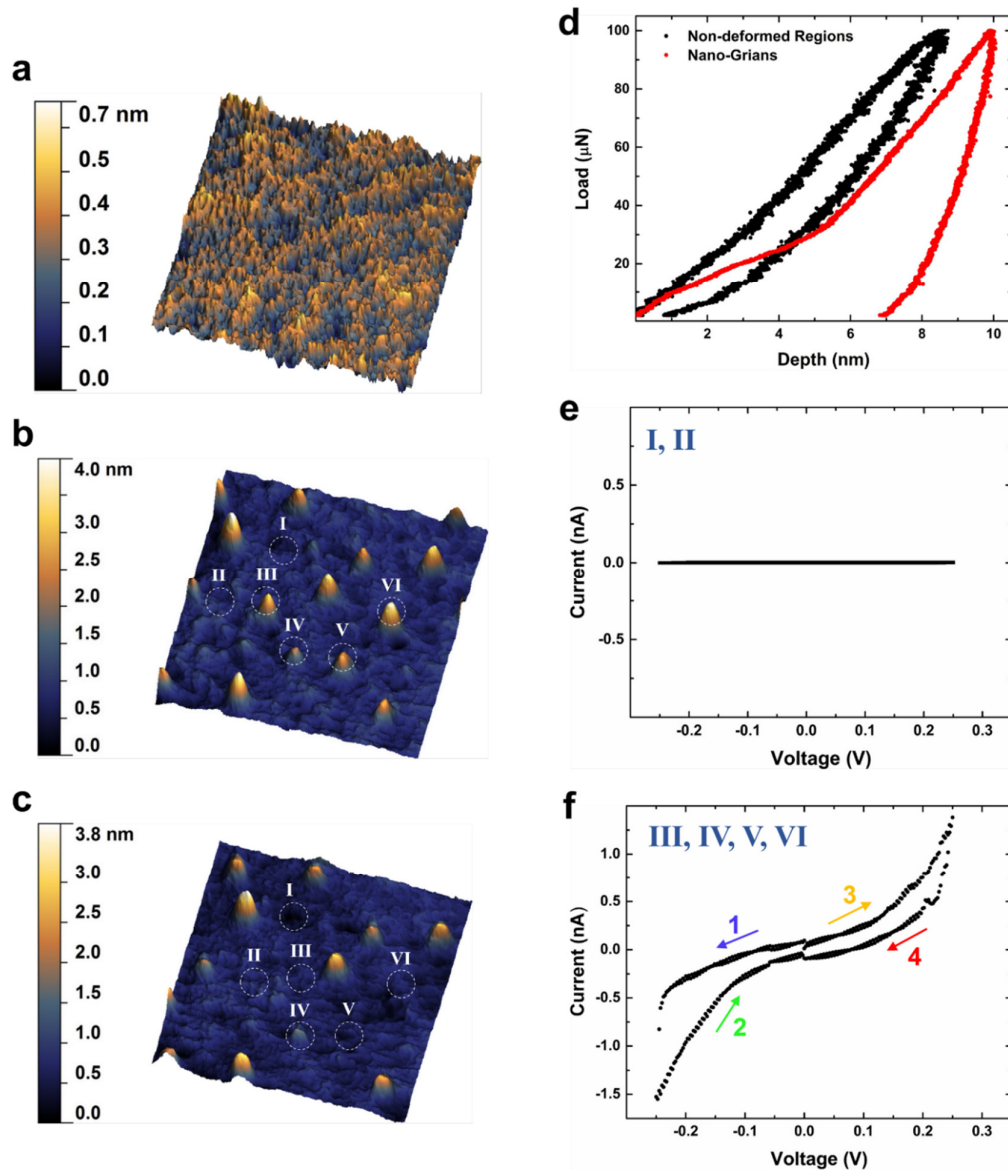 a
0.7 nm
0.5
0.4
0.3
0.2
0.1
0.0
b
4.0 nm
3.0
2.5
2.0
1.5
1.0
0.0
I
II
III
VI
IV
V
c
3.8 nm
2.5
2.0
1.5
1.0
0.0
I
II
III
VI
IV
V
d
Non-deformed Regions
Nano-Grians
100
80
60
40
20
Load (μN)
2 4 6 8 10
Depth (nm)
e
I, II
0.5
0.0
-0.5
Current (nA)
-0.2 -0.1 0.0 0.1 0.2 0.3
Voltage (V)
f
III, IV, V, VI
1
3
4
2
1.0
0.5
0.0
-0.5
-1.0
-1.5
Current (nA)
-0.2 -0.1 0.0 0.1 0.2 0.3
Voltage (V)